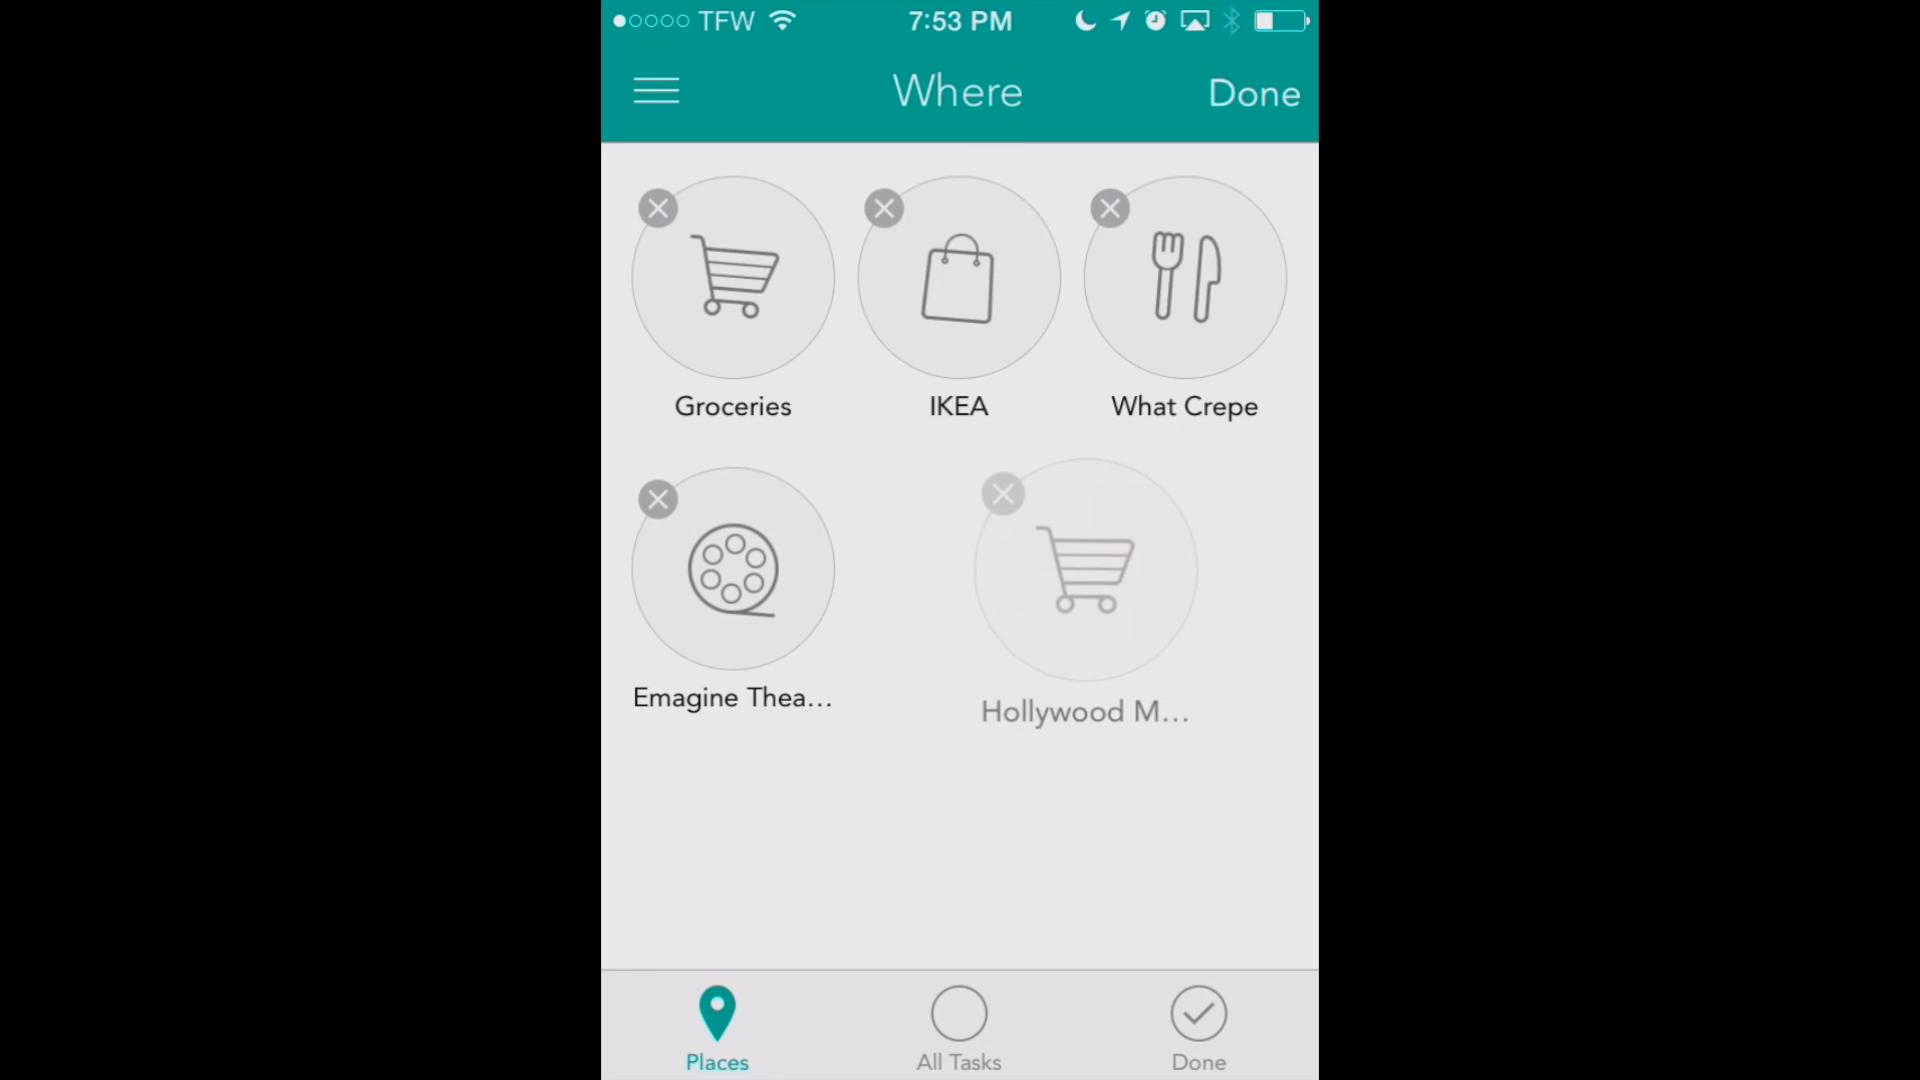 TFW 7:53 PM
Where Done
Groceries IKEA What Crepe
Emagine Thea... Hollywood M...
Places All Tasks Done